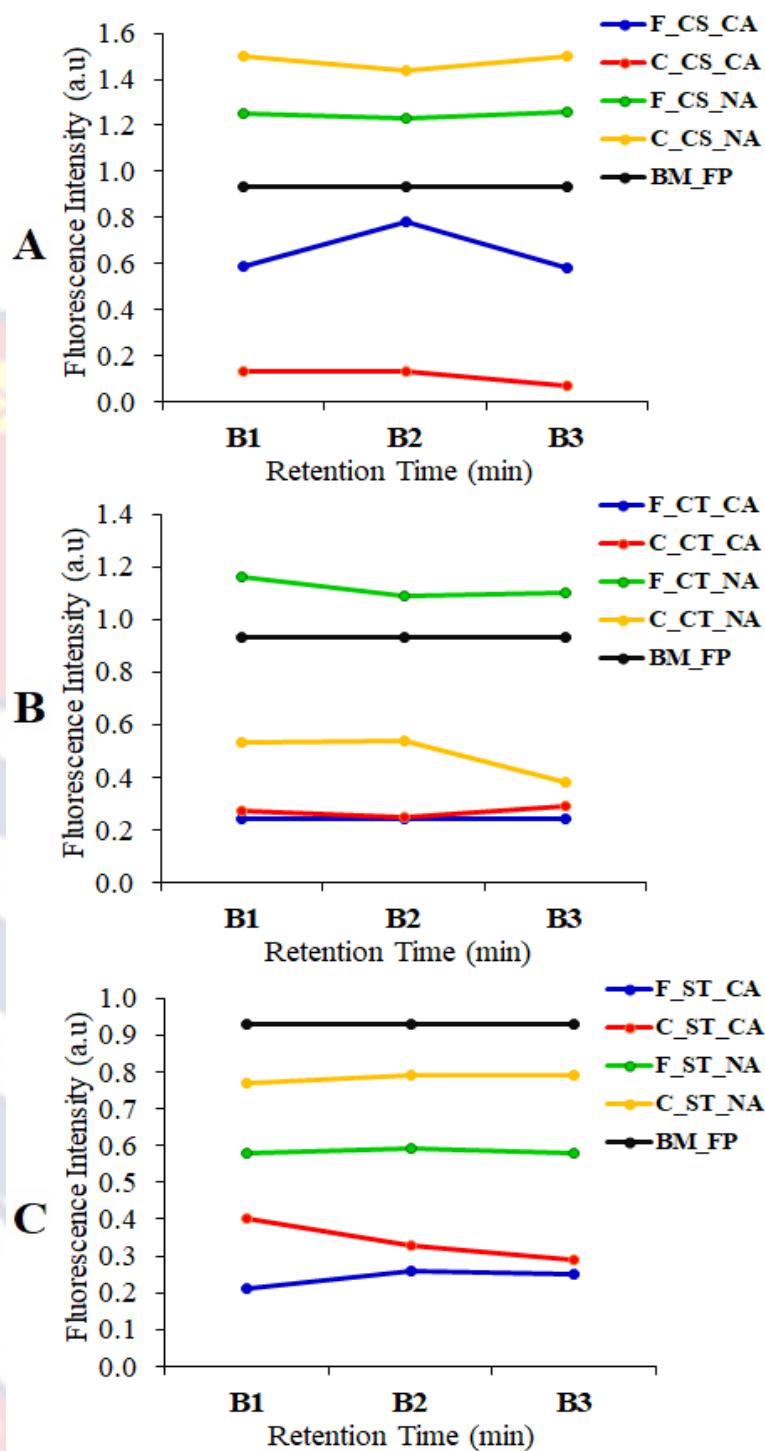 A
Fluorescence Intensity (a.u)
1.6
1.4
1.2
1.0
0.8
0.6
0.4
0.2
0.0
B1 B2 B3
Retention Time (min)
F_CS_CA
C_CS_CA
F_CS_NA
C_CS_NA
BM_FP
B
Fluorescence Intensity (a.u)
1.4
1.2
1.0
0.8
0.6
0.4
0.2
0.0
B1 B2 B3
Retention Time (min)
F_CT_CA
C_CT_CA
F_CT_NA
C_CT_NA
BM_FP
C
Fluorescence Intensity (a.u)
1.0
0.9
0.8
0.7
0.6
0.5
0.4
0.3
0.2
0.1
0.0
B1 B2 B3
Retention Time (min)
F_ST_CA
C_ST_CA
F_ST_NA
C_ST_NA
BM_FP